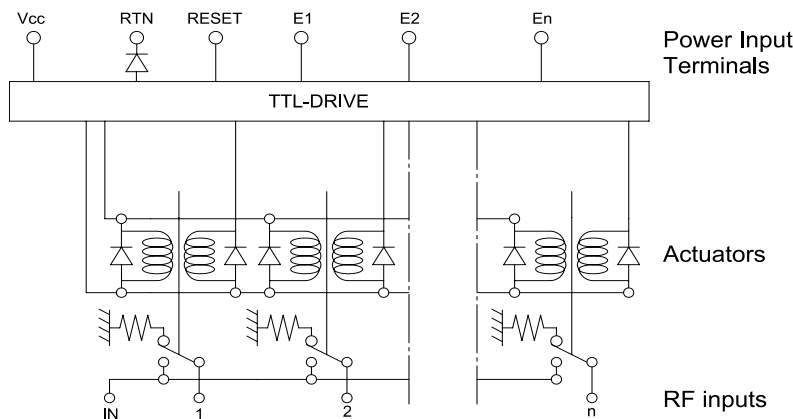 Vcc RTN RESET E1 E2 En
Power Input
Terminals
TTL-DRIVE
Actuators
IN 1 2 n
RF inputs